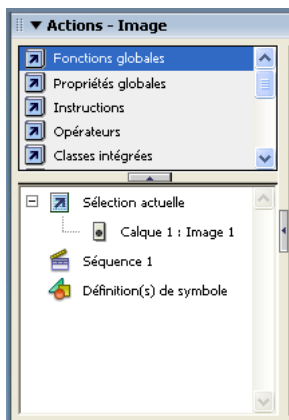 Actions - Image
Fonctions globales
Propriétés globales
Instructions
Opérateurs
Classes intégrées
Sélection actuelle
Calque 1 : Image 1
Séquence 1
Définition(s) de symbole